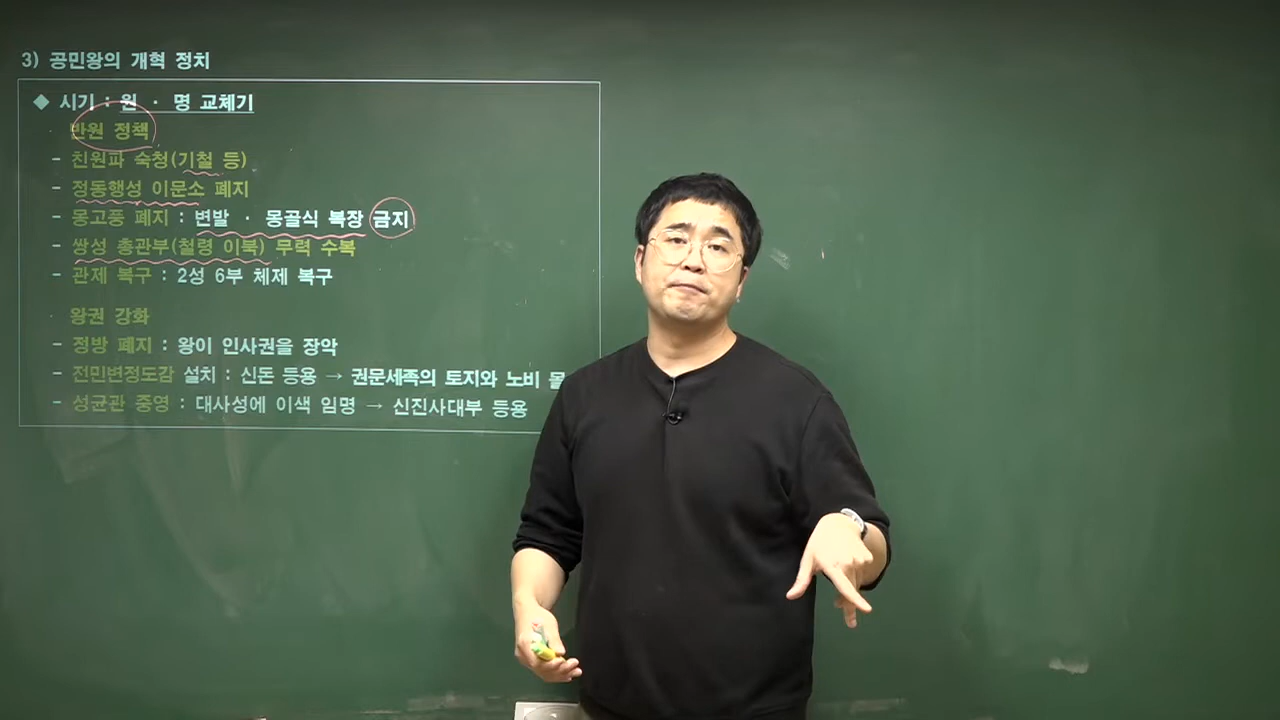 3) 공민왕의 개혁 정치
◆ 시기 : 원 · 명 교체기
반원 정책
- 친원파 숙청(기철 등)
- 정동행성 이문소 폐지
- 몽고풍 폐지 : 변발 · 몽골식 복장 금지
- 쌍성 총관부(철령 이북) 무력 수복
- 관제 복구 : 2성 6부 체제 복구
왕권 강화
- 정방 폐지 : 왕이 인사권을 장악
- 전민변정도감 설치 : 신돈 등용 → 권문세족의 토지와 노비 몰
- 성균관 중영 : 대사성에 이색 임명 → 신진사대부 등용